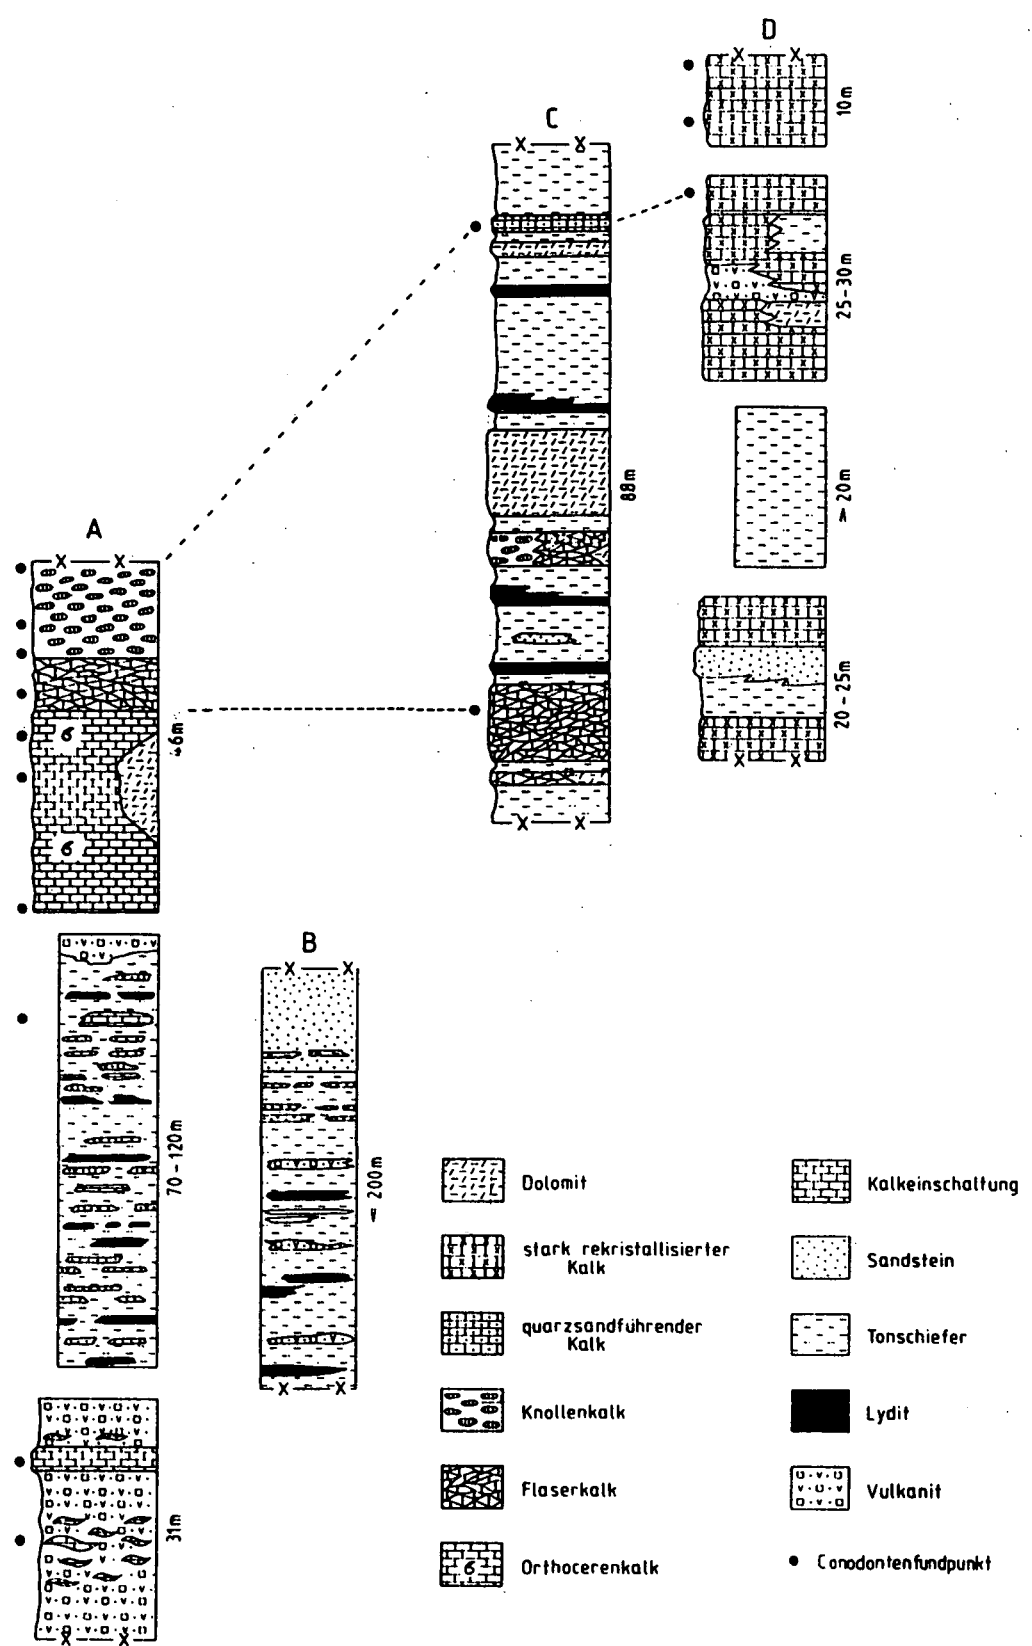 D
10m
C
25-30m
88m
> 20m
A
20-25m
B
70-120m
< 200m
31m
Dolomit
stark rekristallisierter
Kalk
quarzsandführender
Kalk
Knollenkalk
Flaserkalk
6 Orthocerenkalk
Kalkeinschaltung
Sandstein
Tonschiefer
Lydit
Vulkanit
Conodontenfundpunkt